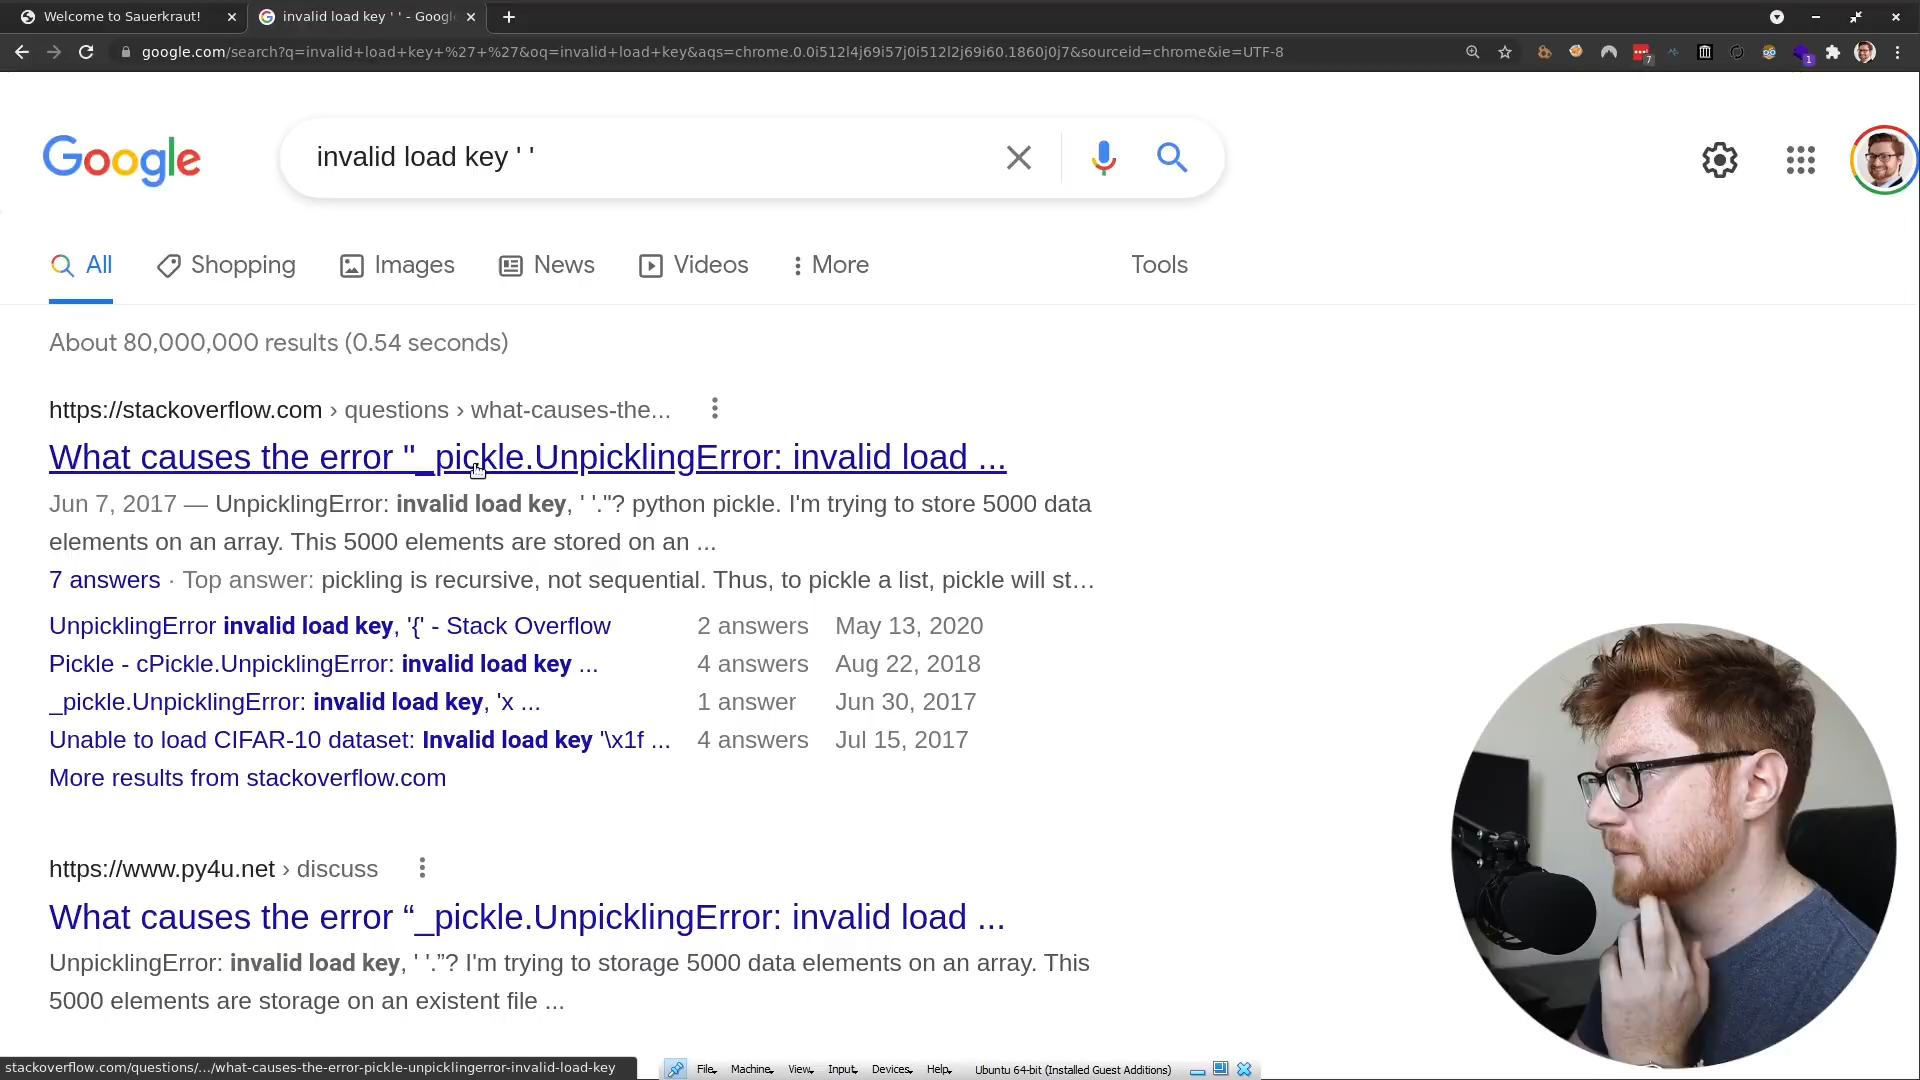 Welcome to Sauerkraut!
invalid load key ' ' - Google
google.com/search?q=invalid+load+key+%27+%27&oq=invalid+load+key&aqs=chrome.0.0i512l4j69i57j0i512l2j69i60.1860j0j7&sourceid=chrome&ie=UTF-8
7
1
Google
invalid load key ' '
All
Shopping
Images
News
Videos
More
Tools
About 80,000,000 results (0.54 seconds)
https://stackoverflow.com › questions › what-causes-the...
What causes the error "_pickle.UnpicklingError: invalid load ...
Jun 7, 2017 — UnpicklingError: invalid load key, ' '."? python pickle. I'm trying to store 5000 data
elements on an array. This 5000 elements are stored on an ...
7 answers · Top answer: pickling is recursive, not sequential. Thus, to pickle a list, pickle will st...
UnpicklingError invalid load key, '{' - Stack Overflow 2 answers May 13, 2020
Pickle - cPickle.UnpicklingError: invalid load key ... 4 answers Aug 22, 2018
_pickle.UnpicklingError: invalid load key, 'x ... 1 answer Jun 30, 2017
Unable to load CIFAR-10 dataset: Invalid load key '\x1f ... 4 answers Jul 15, 2017
More results from stackoverflow.com
https://www.py4u.net › discuss
What causes the error “_pickle.UnpicklingError: invalid load ...
UnpicklingError: invalid load key, ' '.”? I'm trying to storage 5000 data elements on an array. This
5000 elements are storage on an existent file ...
stackoverflow.com/questions/.../what-causes-the-error-pickle-unpicklingerror-invalid-load-key
File Machine View Input Devices Help Ubuntu 64-bit (Installed Guest Additions)